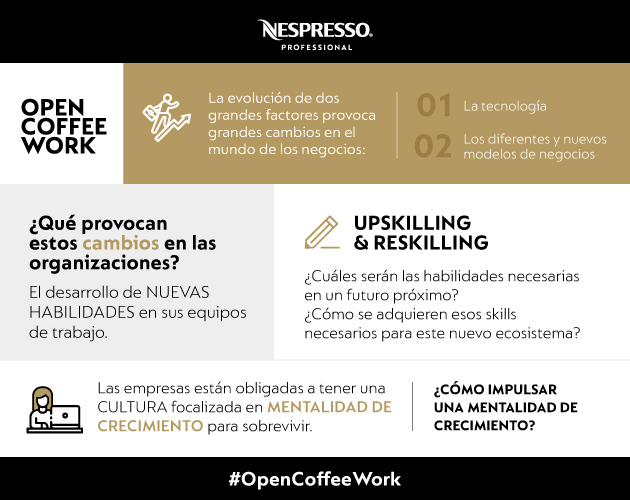 NESPRESSO®
PROFESSIONAL
OPEN
COFFEE
WORK
La evolución de dos
grandes factores provoca
grandes cambios en el
mundo de los negocios:
01 La tecnología
02 Los diferentes y nuevos
modelos de negocios
¿Qué provocan
estos cambios en las
organizaciones?
El desarrollo de NUEVAS
HABILIDADES en sus equipos
de trabajo.
UPSKILLING
& RESKILLING
¿Cuáles serán las habilidades necesarias
en un futuro próximo?
¿Cómo se adquieren esos skills
necesarios para este nuevo ecosistema?
Las empresas están obligadas a tener una
CULTURA focalizada en MENTALIDAD DE
CRECIMIENTO para sobrevivir.
¿CÓMO IMPULSAR
UNA MENTALIDAD DE
CRECIMIENTO?
#OpenCoffeeWork